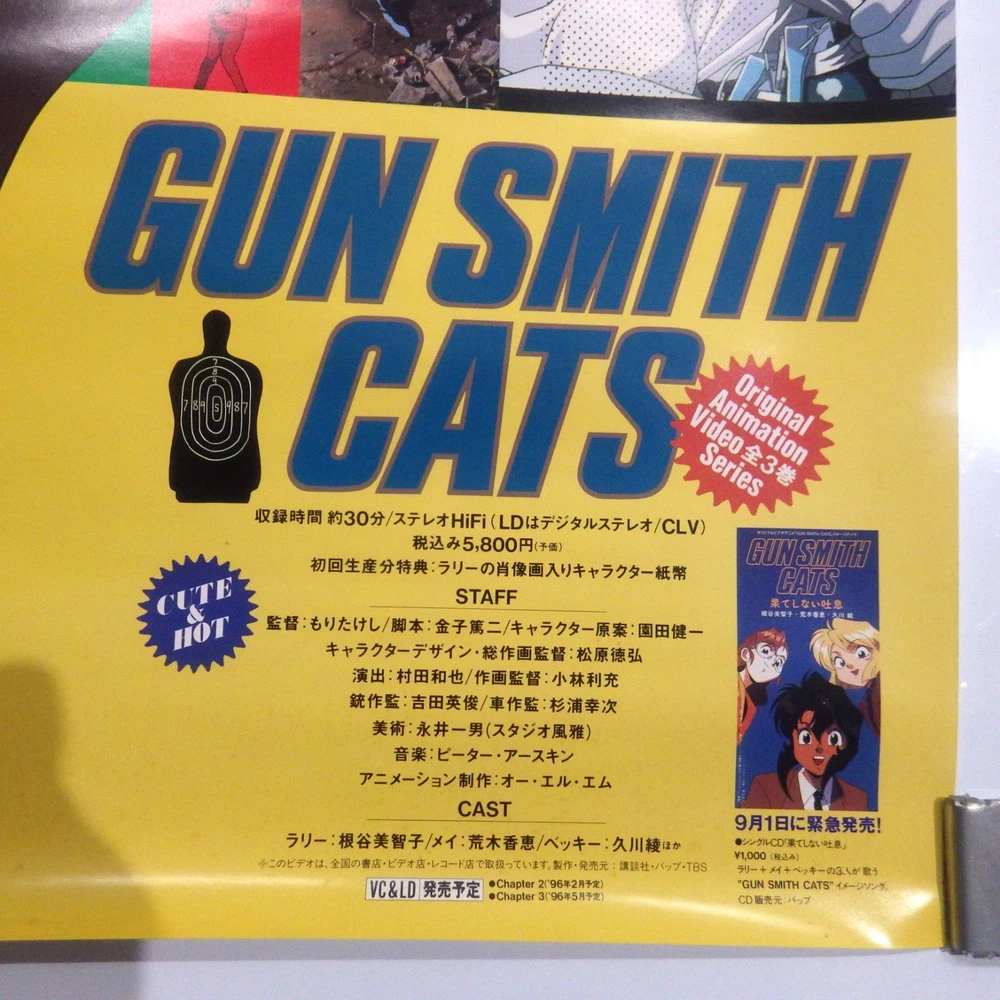 GUN SMITH
CATS
Original
Animation
Video 全3巻
Series
7
8
9
7 8 9 5 9 8 7
収録時間 約30分/ステレオHiFi(LDはデジタルステレオ/CLV)
税込み5,800円(予価)
初回生産分特典:ラリーの肖像画入りキャラクター紙幣
CUTE
&
HOT
STAFF
監督:もりたけし/脚本:金子篤二/キャラクター原案:園田健一
キャラクターデザイン・総作画監督:松原徳弘
演出:村田和也/作画監督:小林利充
銃作監:吉田英俊/車作監:杉浦幸次
美術:永井一男(スタジオ風雅)
音楽:ピーター・アースキン
アニメーション制作:オー・エル・エム
CAST
ラリー:根谷美智子/メイ:荒木香恵/ベッキー:久川綾ほか
※このビデオは、全国の書店・ビデオ店・レコード店で取扱っています。製作・発売元:講談社・バップ・TBS
VC&LD 発売予定
●Chapter 2('96年2月予定)
●Chapter 3('96年5月予定)
GUN SMITH
CATS
果てしない吐息
根谷美智子・荒木香恵・久川 綾
9月1日に緊急発売!
●シングルCD「果てしない吐息」
¥1,000(税込み)
ラリー+メイ+ベッキーの3人が歌う
"GUN SMITH CATS"イメージソング。
CD販売元:バップ